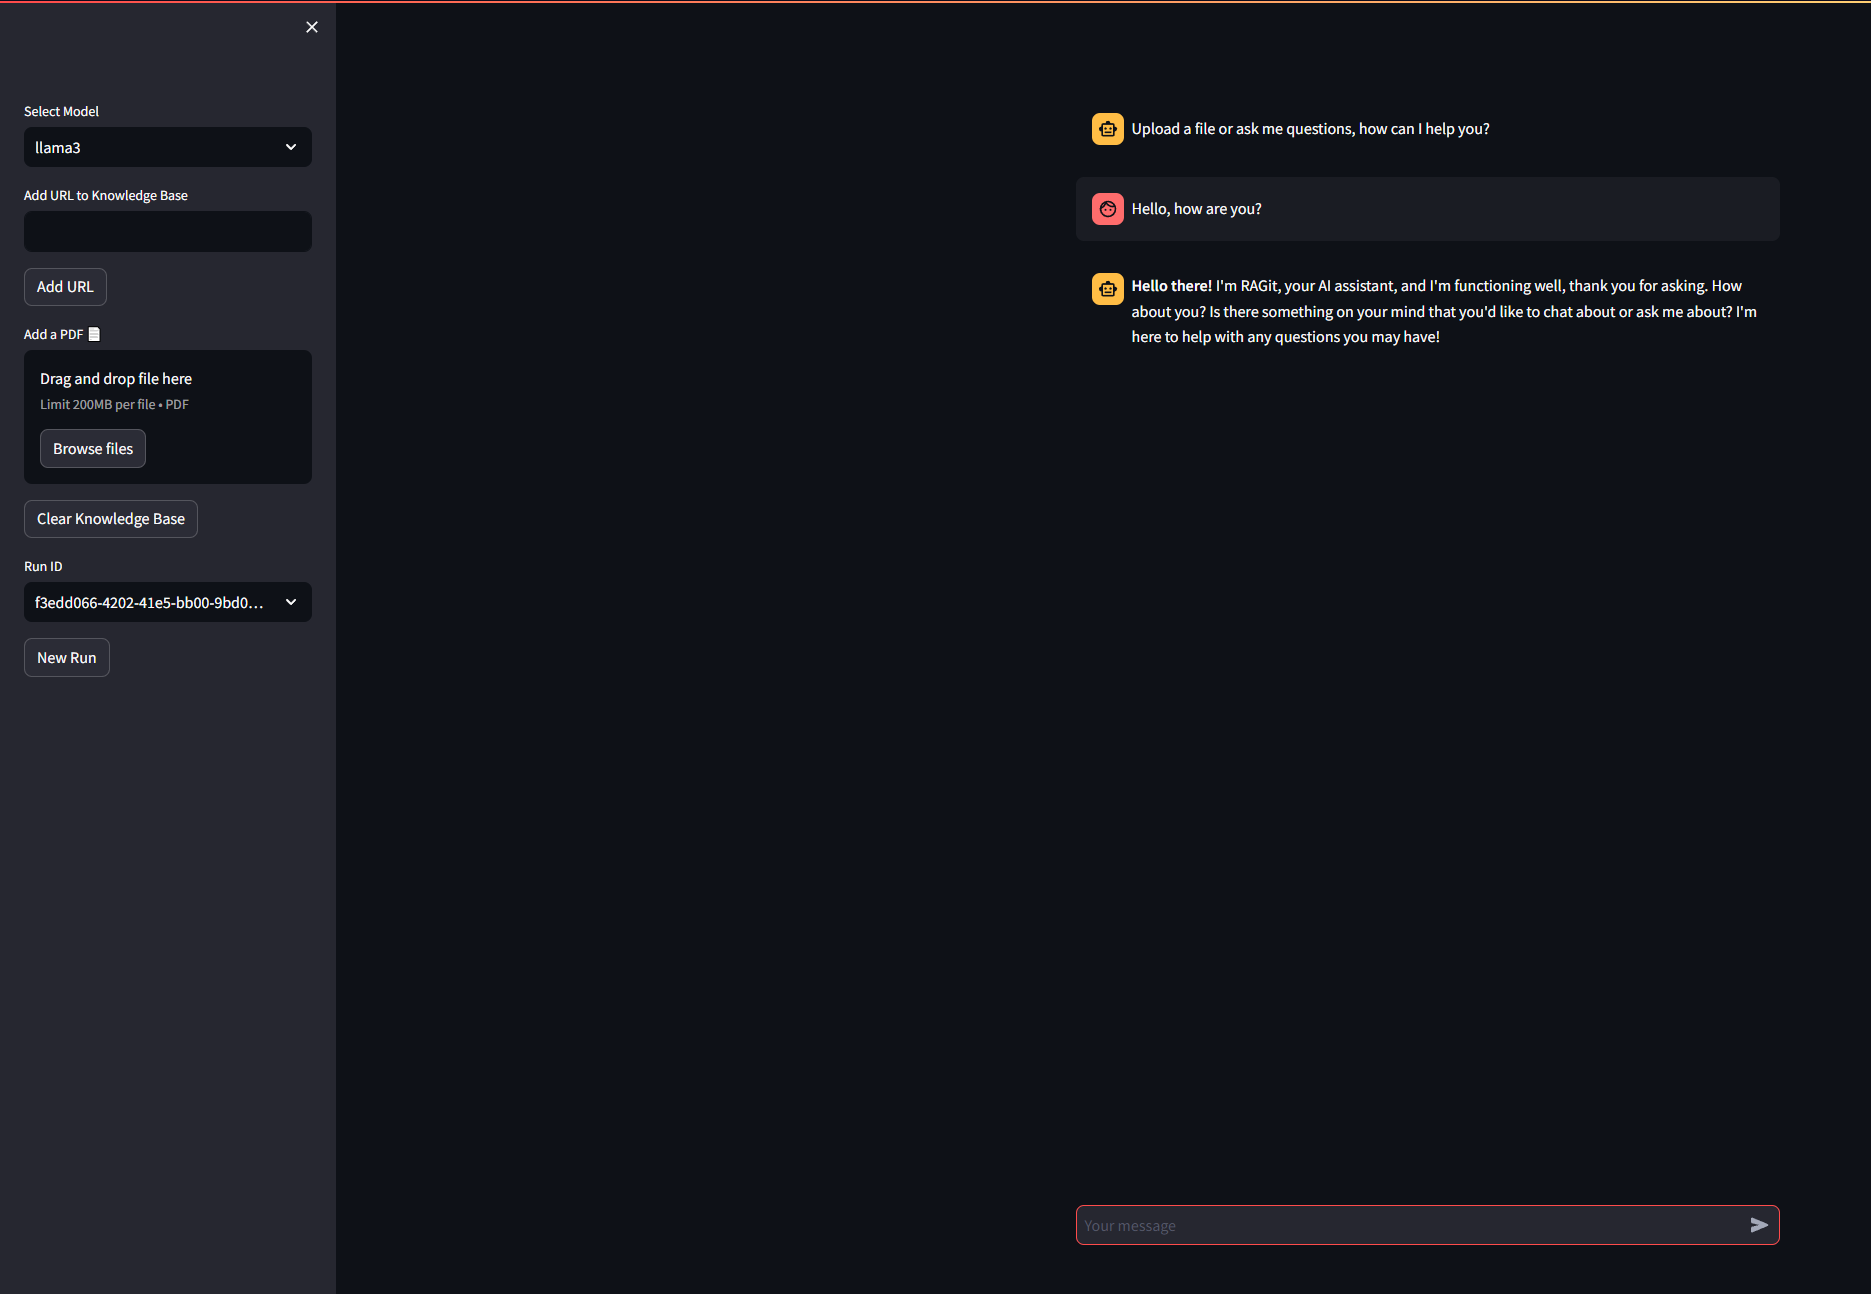 Select Model
llama3
Add URL to Knowledge Base
Add URL
Add a PDF 📄
Drag and drop file here
Limit 200MB per file • PDF
Browse files
Clear Knowledge Base
Run ID
f3edd066-4202-41e5-bb00-9bd0...
New Run
Upload a file or ask me questions, how can I help you?
Hello, how are you?
Hello there! I'm RAGit, your AI assistant, and I'm functioning well, thank you for asking. How
about you? Is there something on your mind that you'd like to chat about or ask me about? I'm
here to help with any questions you may have!
Your message